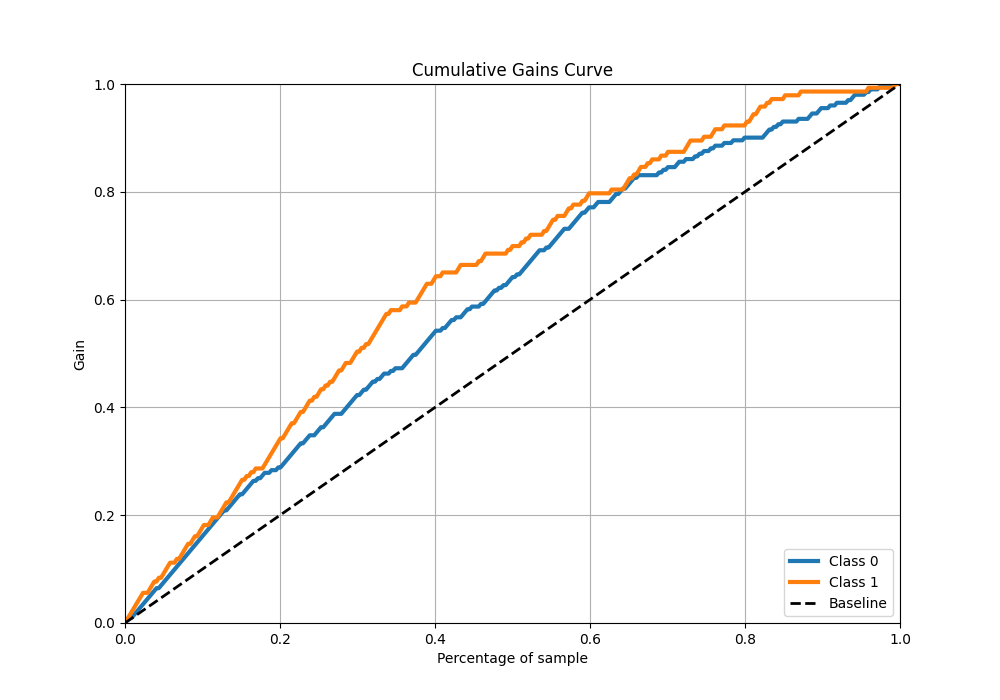 Cumulative Gains Curve
1.0
0.8
0.6
0.4
0.2
0.0
Gain
0.0 0.2 0.4 0.6 0.8 1.0
Percentage of sample
Class 0
Class 1
Baseline